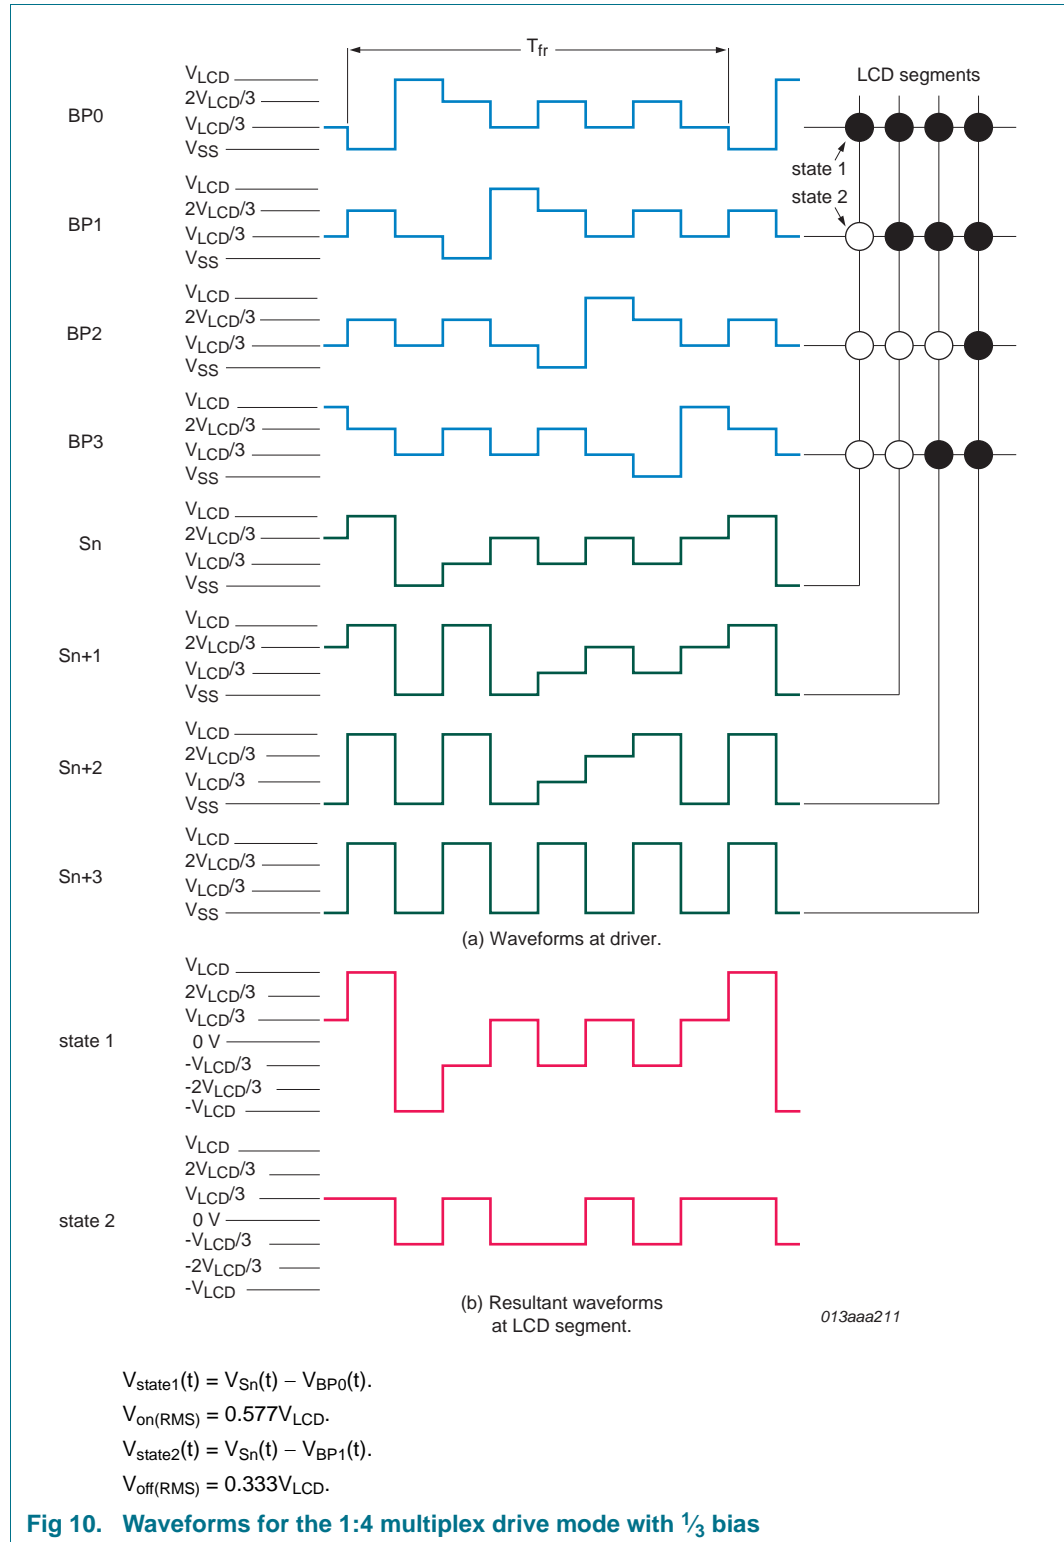 Tfr
VLCD
2VLCD/3
BP0
VLCD/3
VSS
LCD segments
state 1
state 2
VLCD
2VLCD/3
BP1
VLCD/3
VSS
VLCD
2VLCD/3
BP2
VLCD/3
VSS
VLCD
2VLCD/3
BP3
VLCD/3
VSS
VLCD
2VLCD/3
Sn
VLCD/3
VSS
VLCD
2VLCD/3
Sn+1
VLCD/3
VSS
VLCD
2VLCD/3
Sn+2
VLCD/3
VSS
VLCD
2VLCD/3
Sn+3
VLCD/3
VSS
(a) Waveforms at driver.
VLCD
2VLCD/3
VLCD/3
state 1
0 V
-VLCD/3
-2VLCD/3
-VLCD
VLCD
2VLCD/3
VLCD/3
state 2
0 V
-VLCD/3
-2VLCD/3
-VLCD
(b) Resultant waveforms
at LCD segment.
013aaa211
Vstate1(t) = VSn(t) − VBP0(t).
Von(RMS) = 0.577VLCD.
Vstate2(t) = VSn(t) − VBP1(t).
Voff(RMS) = 0.333VLCD.
Fig 10. Waveforms for the 1:4 multiplex drive mode with 1⁄3 bias